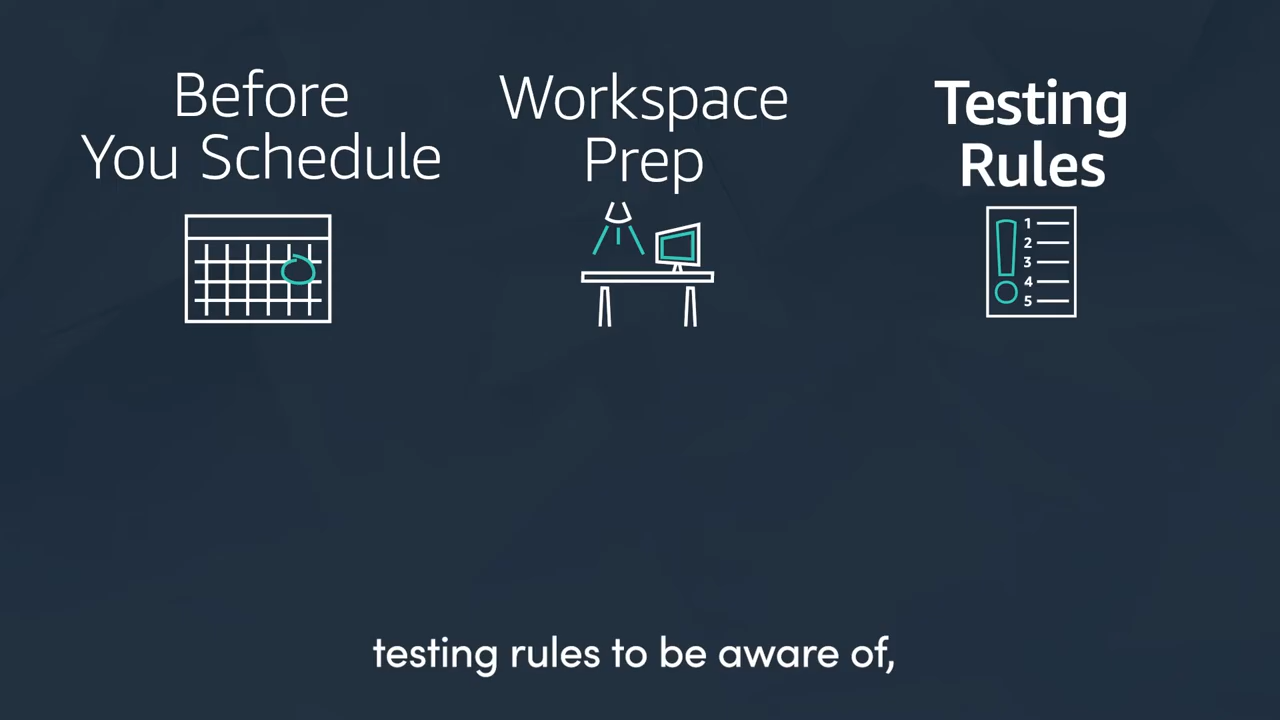 Before
You Schedule
Workspace
Prep
Testing
Rules
1
2
3
4
5
testing rules to be aware of,